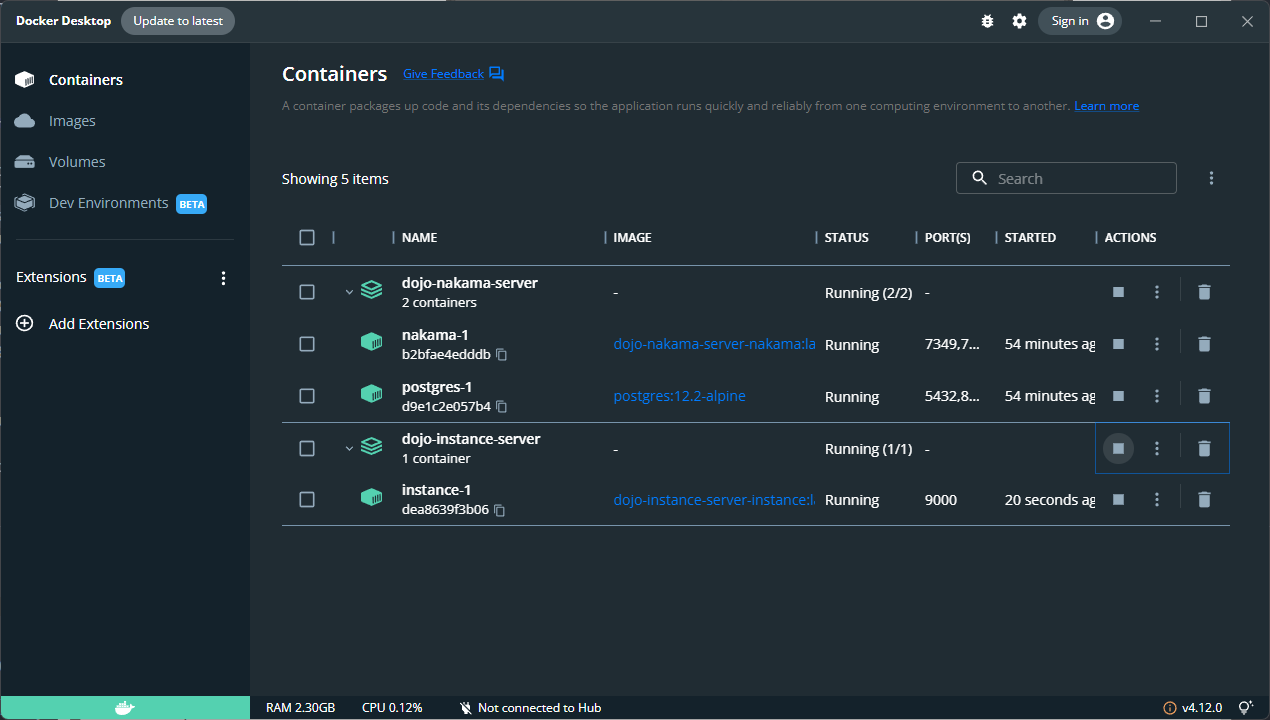 Docker Desktop Update to latest Sign in
Containers
Images
Volumes
Dev Environments BETA
Extensions BETA
Add Extensions
Containers Give Feedback
A container packages up code and its dependencies so the application runs quickly and reliably from one computing environment to another. Learn more
Showing 5 items Search
NAME IMAGE STATUS PORT(S) STARTED ACTIONS
dojo-nakama-server
2 containers - Running (2/2) -
nakama-1
b2bfae4edddb dojo-nakama-server-nakama:la Running 7349,7... 54 minutes ag
postgres-1
d9e1c2e057b4 postgres:12.2-alpine Running 5432,8... 54 minutes ag
dojo-instance-server
1 container - Running (1/1) -
instance-1
dea8639f3b06 dojo-instance-server-instance:l Running 9000 20 seconds ag
RAM 2.30GB CPU 0.12% Not connected to Hub v4.12.0